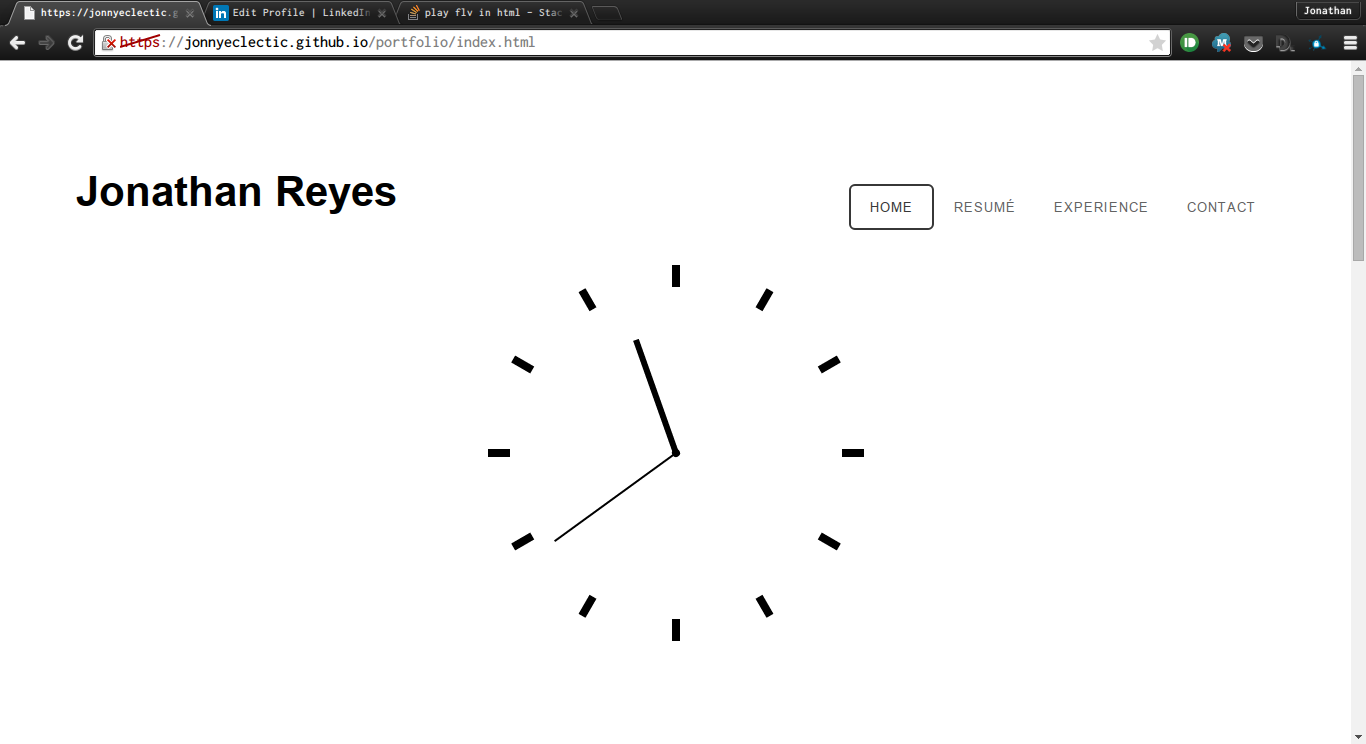 https://jonnyeclectic.g
Edit Profile | LinkedIn
play flv in html - Stac
Jonathan
https://jonnyeclectic.github.io/portfolio/index.html
Jonathan Reyes
HOME RESUMÉ EXPERIENCE CONTACT